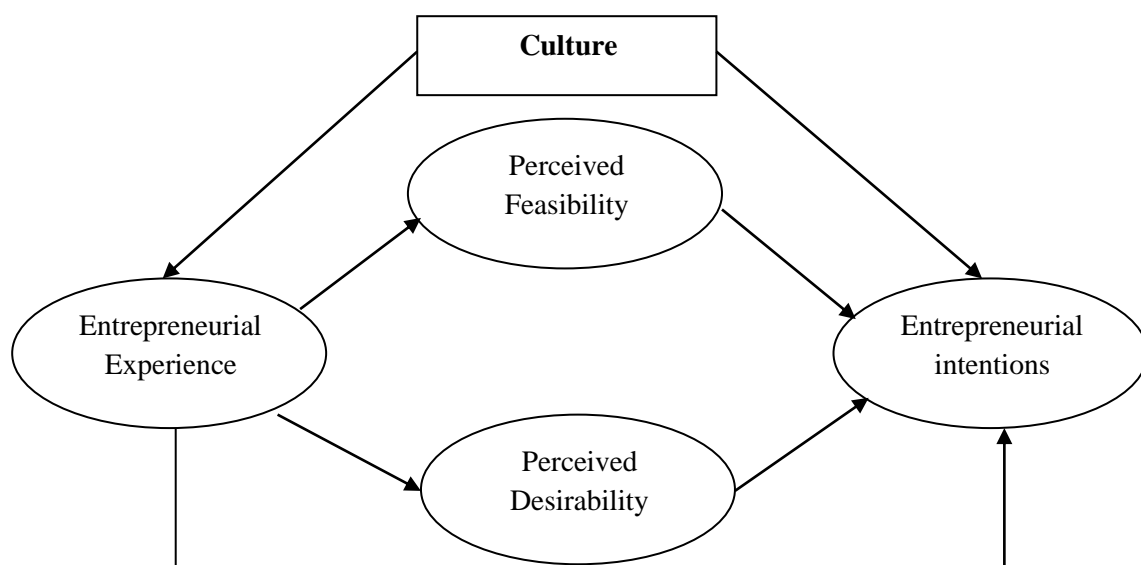 Culture
Perceived
Feasibility
Entrepreneurial
Experience
Entrepreneurial
intentions
Perceived
Desirability